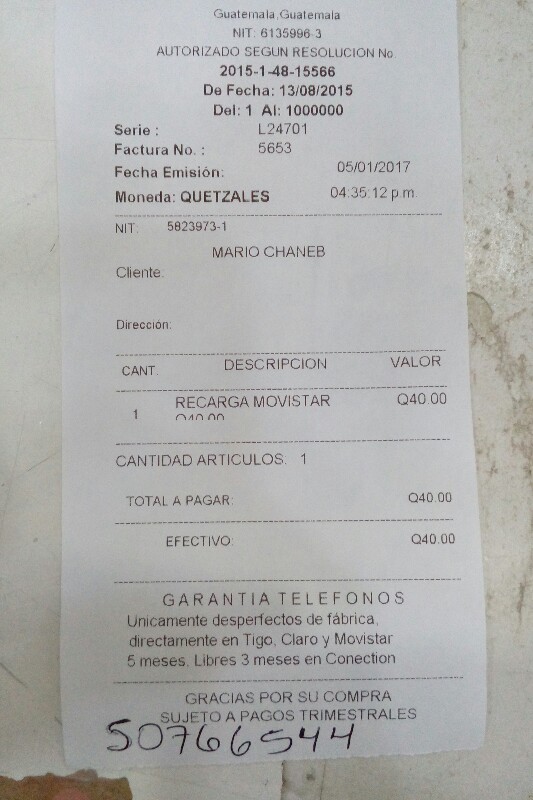 Guatemala,Guatemala
NIT: 6135996-3
AUTORIZADO SEGUN RESOLUCION No
2015-1-48-15566
De Fecha: 13/08/2015
Del: 1 Al: 1000000
Serie : L24701
Factura No. : 5653
Fecha Emisión: 05/01/2017
Moneda: QUETZALES 04:35:12 p.m.
NIT: 5823973-1
MARIO CHANEB
Cliente:
Dirección:
CANT. DESCRIPCION VALOR
1 RECARGA MOVISTAR Q40.00
Q40.00
CANTIDAD ARTICULOS: 1
TOTAL A PAGAR: Q40.00
EFECTIVO: Q40.00
GARANTIA TELEFONOS
Unicamente desperfectos de fábrica,
directamente en Tigo, Claro y Movistar
5 meses, Libres 3 meses en Conection
GRACIAS POR SU COMPRA
SUJETO A PAGOS TRIMESTRALES
50766544